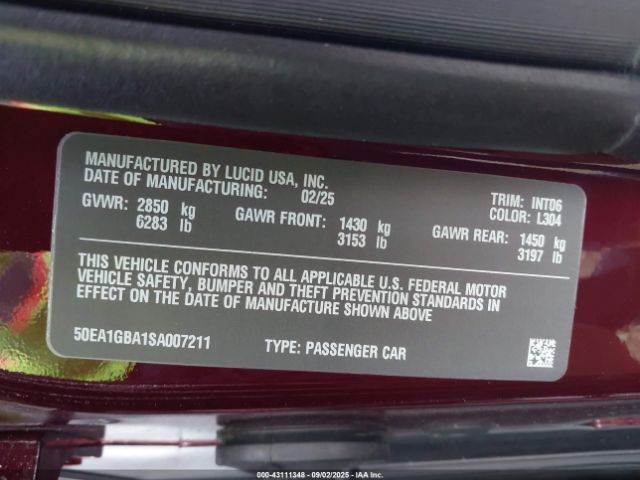 MANUFACTURED BY LUCID USA, INC.
DATE OF MANUFACTURING: 02/25
TRIM: INT06
COLOR: L304
GVWR: 2850 kg
6283 lb
GAWR FRONT: 1430 kg
3153 lb
GAWR REAR: 1450 kg
3197 lb
THIS VEHICLE CONFORMS TO ALL APPLICABLE U.S. FEDERAL MOTOR
VEHICLE SAFETY, BUMPER AND THEFT PREVENTION STANDARDS IN
EFFECT ON THE DATE OF MANUFACTURE SHOWN ABOVE
50EA1GBA1SA007211 TYPE: PASSENGER CAR
000-43111348 - 09/02/2025 - IAA Inc.